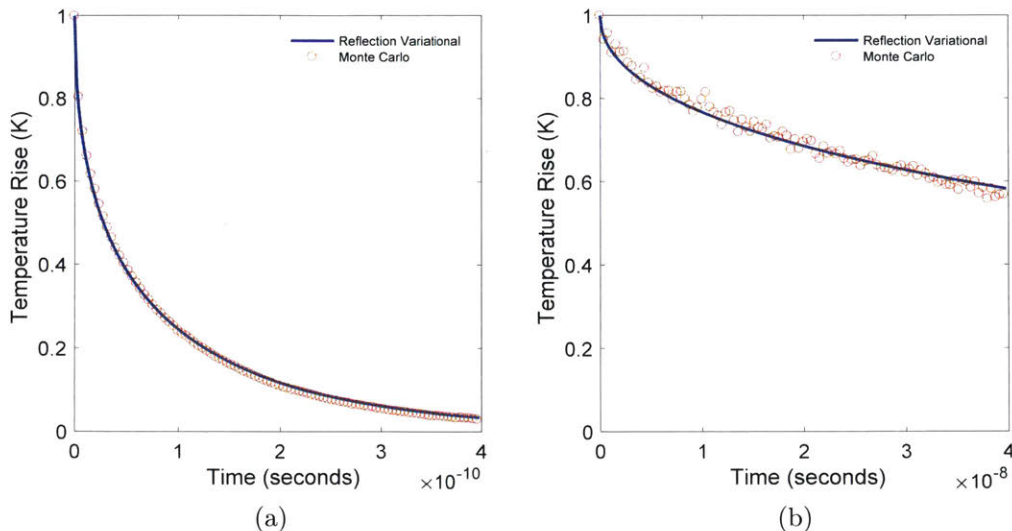 1
0.8
0.6
0.4
0.2
0
Temperature Rise (K)
Reflection Variational
Monte Carlo
0 1 2 3 4
Time (seconds)
×10⁻¹⁰
(a)
1
0.8
0.6
0.4
0.2
0
Temperature Rise (K)
Reflection Variational
Monte Carlo
0 1 2 3 4
Time (seconds)
×10⁻⁸
(b)